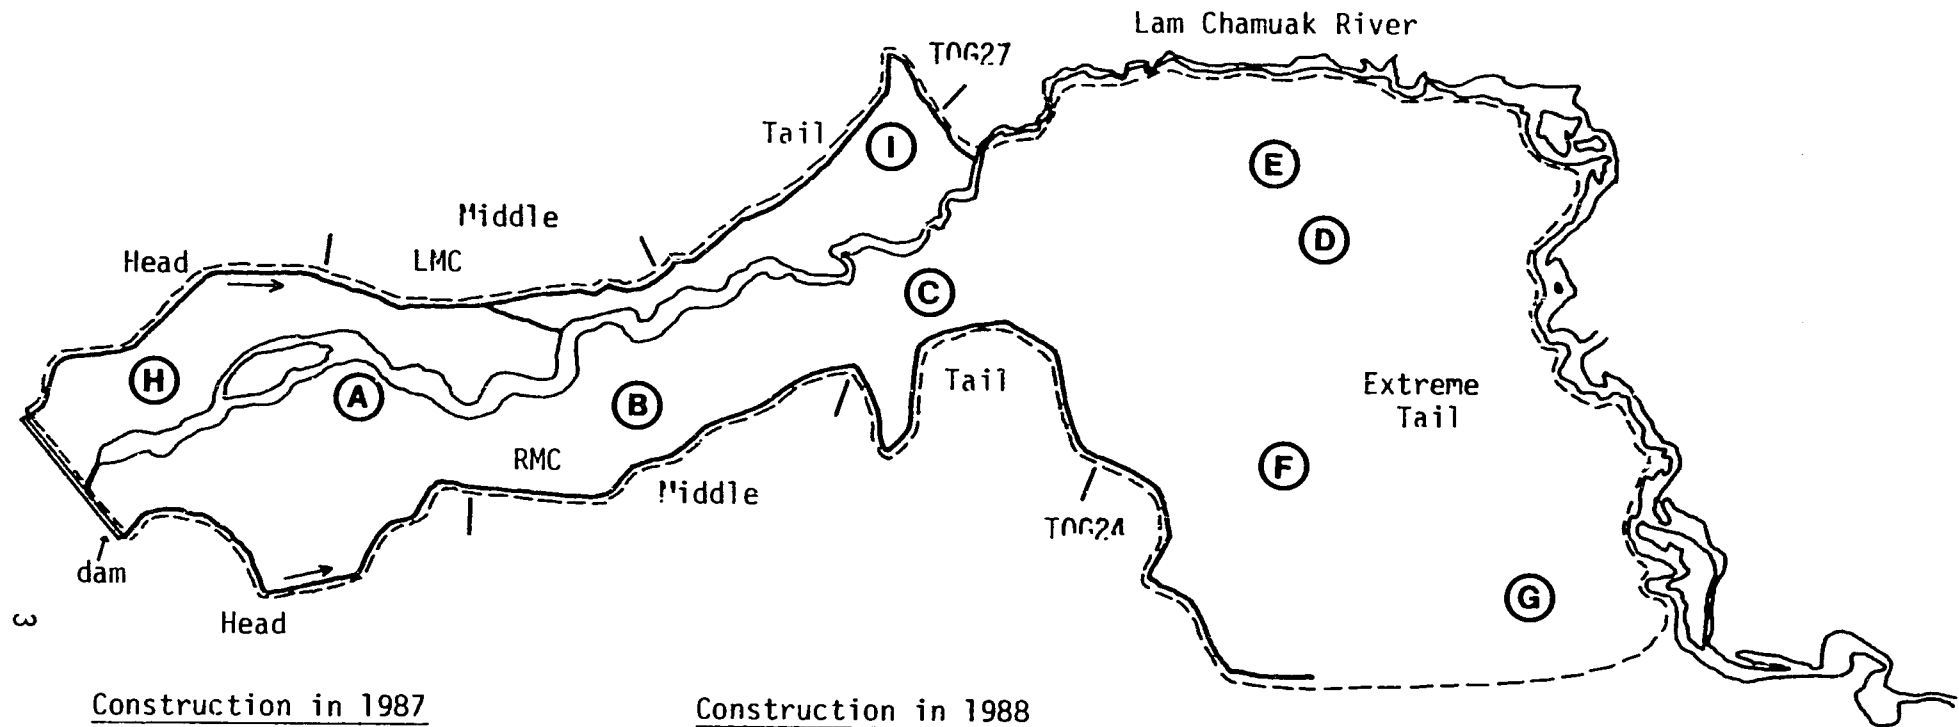 Lam Chamuak River
TOG27
Tail
I
E
Middle
D
Head
LMC
C
H
A
B
Tail
Extreme
Tail
RMC
F
Middle
TOG24
dam
G
Head
3
Construction in 1987
Construction in 1988